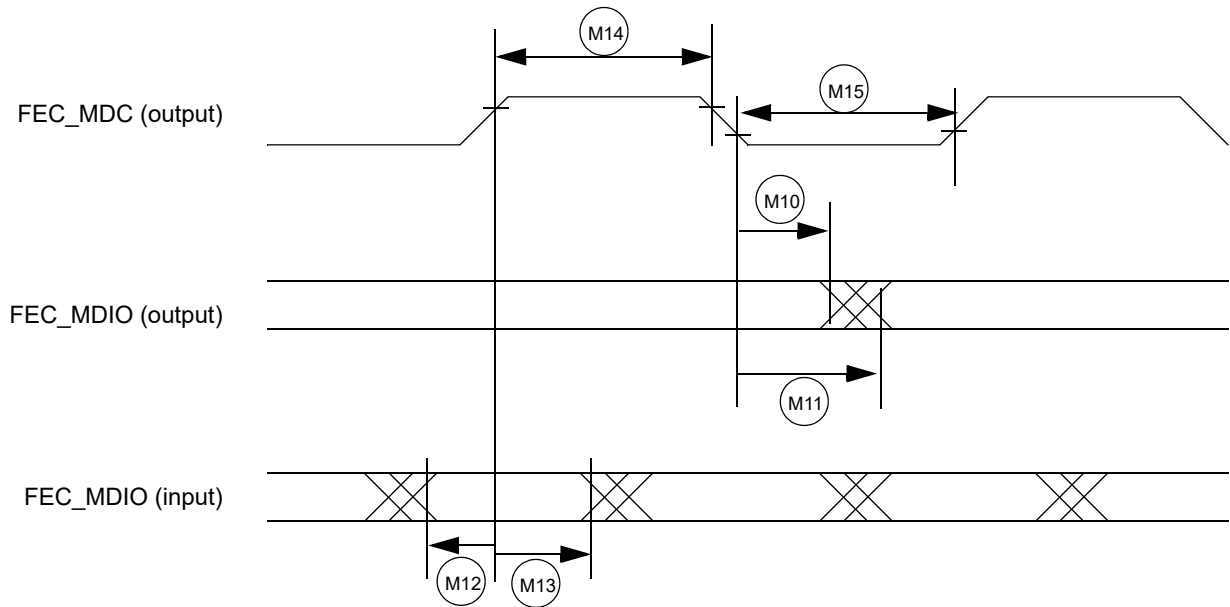 M14
FEC_MDC (output)
M15
M10
FEC_MDIO (output)
M11
FEC_MDIO (input)
M12
M13